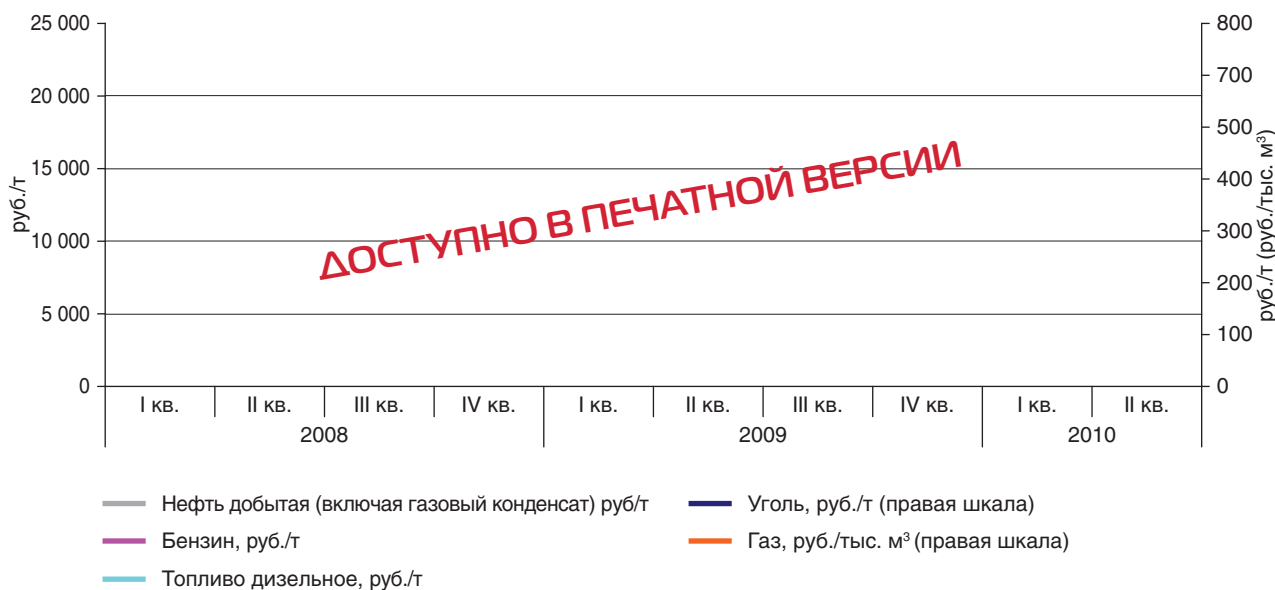 25 000
20 000
15 000
10 000
5 000
0
руб./т
800
700
600
500
400
300
200
100
0
руб./т (руб./тыс. м³)
ДОСТУПНО В ПЕЧАТНОЙ ВЕРСИИ
I кв. II кв. III кв. IV кв. I кв. II кв. III кв. IV кв. I кв. II кв.
2008 2009 2010
Нефть добытая (включая газовый конденсат) руб/т
Бензин, руб./т
Топливо дизельное, руб./т
Уголь, руб./т (правая шкала)
Газ, руб./тыс. м³ (правая шкала)